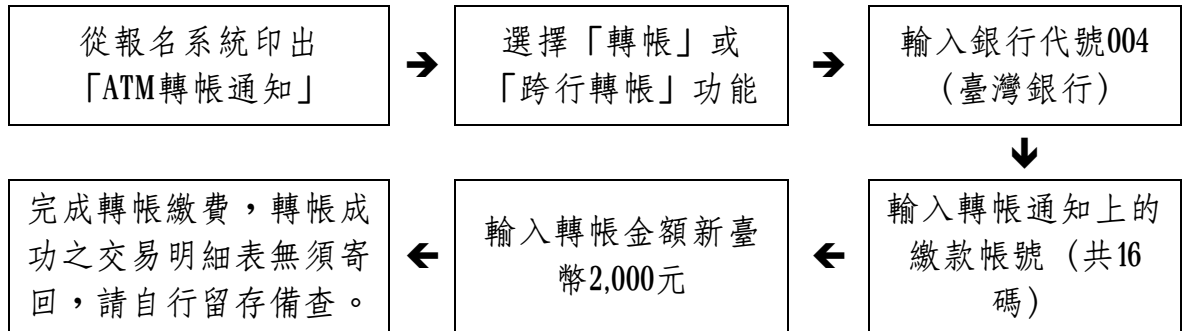 從報名系統印出
「ATM轉帳通知」
選擇「轉帳」或
「跨行轉帳」功能
輸入銀行代號004
(臺灣銀行)
輸入轉帳通知上的
繳款帳號 (共16
碼)
輸入轉帳金額新臺
幣2,000元
完成轉帳繳費，轉帳成
功之交易明細表無須寄
回，請自行留存備查。